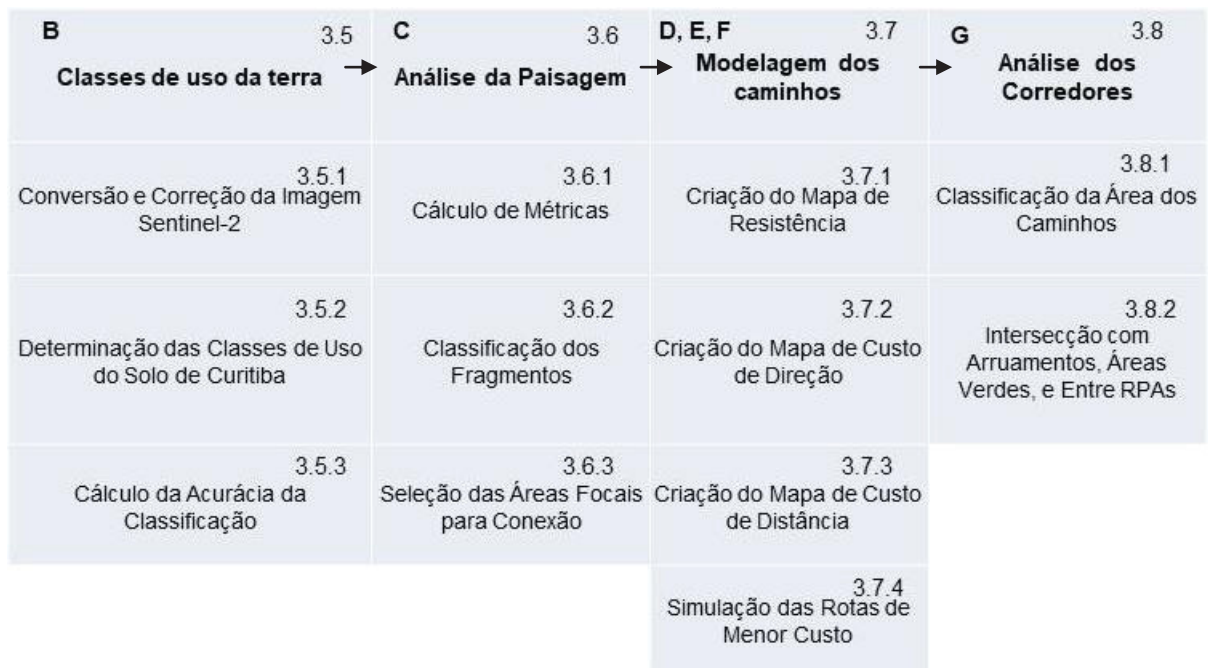 B 3.5
Classes de uso da terra
C 3.6
Análise da Paisagem
D, E, F 3.7
Modelagem dos
caminhos
G 3.8
Análise dos
Corredores
3.5.1
Conversão e Correção da Imagem
Sentinel-2
3.6.1
Cálculo de Métricas
3.7.1
Criação do Mapa de
Resistência
3.8.1
Classificação da Área dos
Caminhos
3.5.2
Determinação das Classes de Uso
do Solo de Curitiba
3.6.2
Classificação dos
Fragmentos
3.7.2
Criação do Mapa de Custo
de Direção
3.8.2
Intersecção com
Arruamentos, Áreas
Verdes, e Entre RPAs
3.5.3
Cálculo da Acurácia da
Classificação
3.6.3
Seleção das Áreas Focais
para Conexão
3.7.3
Criação do Mapa de Custo
de Distância
3.7.4
Simulação das Rotas de
Menor Custo